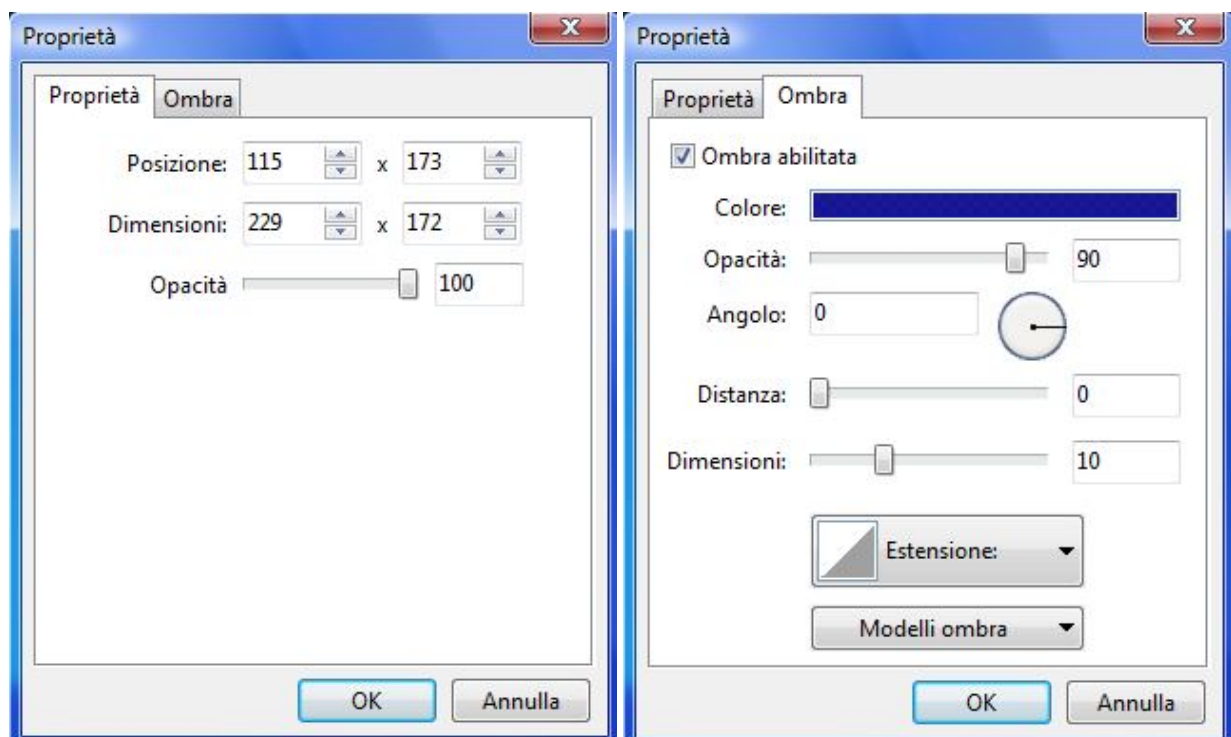 Proprietà
Proprietà Ombra
Posizione: 115 x 173
Dimensioni: 229 x 172
Opacità 100
OK Annulla
Proprietà
Proprietà Ombra
Ombra abilitata
Colore:
Opacità: 90
Angolo: 0
Distanza: 0
Dimensioni: 10
Estensione:
Modelli ombra
OK Annulla